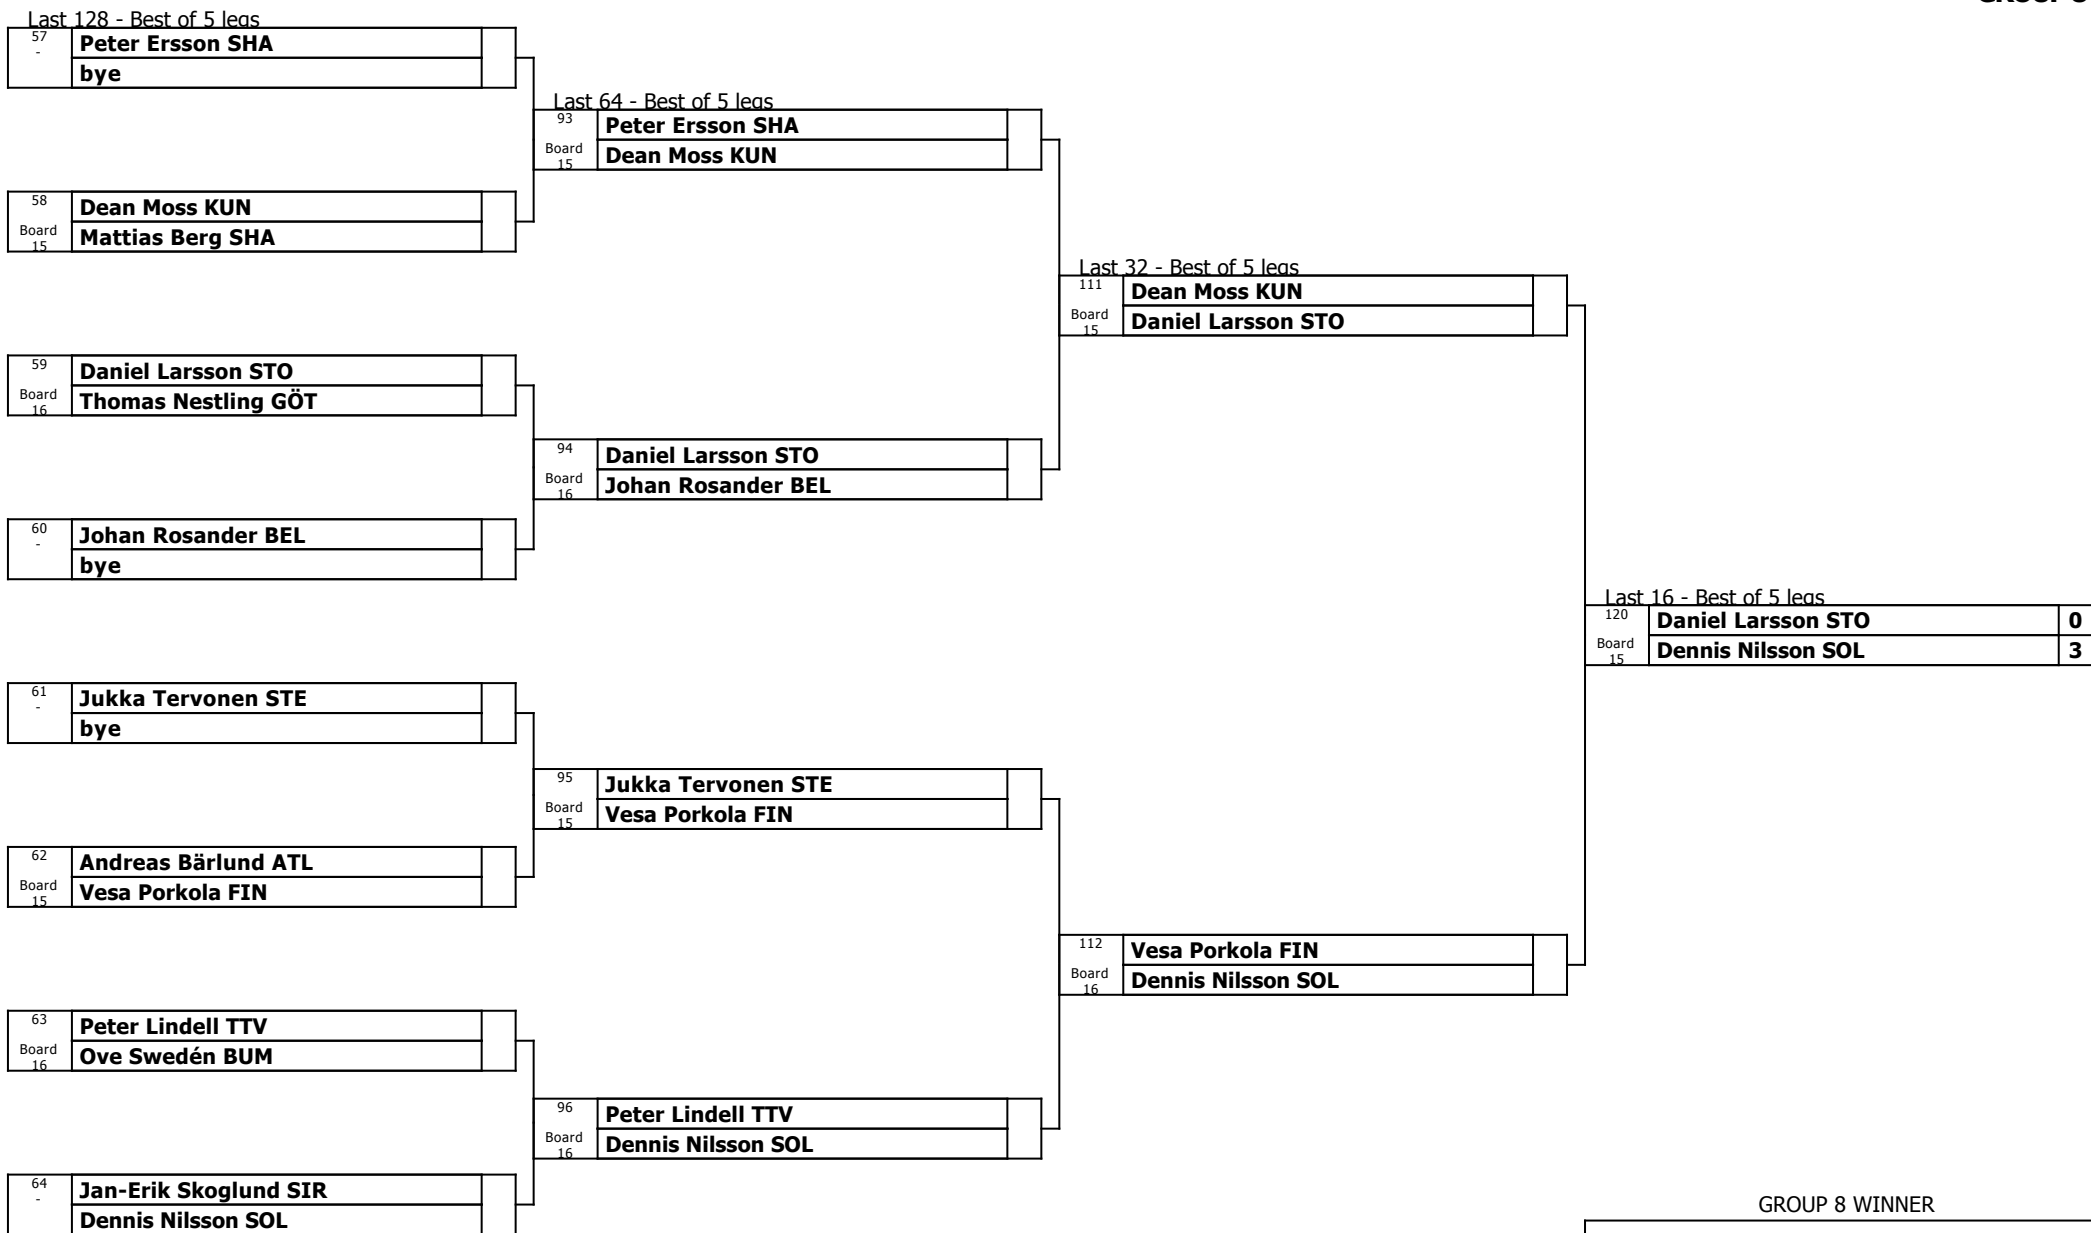 Last 128 - Best of 5 legs
57
-
Peter Ersson SHA
bye
58
Board
15
Dean Moss KUN
Mattias Berg SHA
59
Board
16
Daniel Larsson STO
Thomas Nestling GÖT
60
-
Johan Rosander BEL
bye
61
-
Jukka Tervonen STE
bye
62
Board
15
Andreas Bärlund ATL
Vesa Porkola FIN
63
Board
16
Peter Lindell TTV
Ove Swedén BUM
64
-
Jan-Erik Skoglund SIR
Dennis Nilsson SOL
Last 64 - Best of 5 legs
93
Board
15
Peter Ersson SHA
Dean Moss KUN
94
Board
16
Daniel Larsson STO
Johan Rosander BEL
95
Board
15
Jukka Tervonen STE
Vesa Porkola FIN
96
Board
16
Peter Lindell TTV
Dennis Nilsson SOL
Last 32 - Best of 5 legs
111
Board
15
Dean Moss KUN
Daniel Larsson STO
112
Board
16
Vesa Porkola FIN
Dennis Nilsson SOL
Last 16 - Best of 5 legs
120
Board
15
Daniel Larsson STO 0
Dennis Nilsson SOL 3
GROUP 8 WINNER